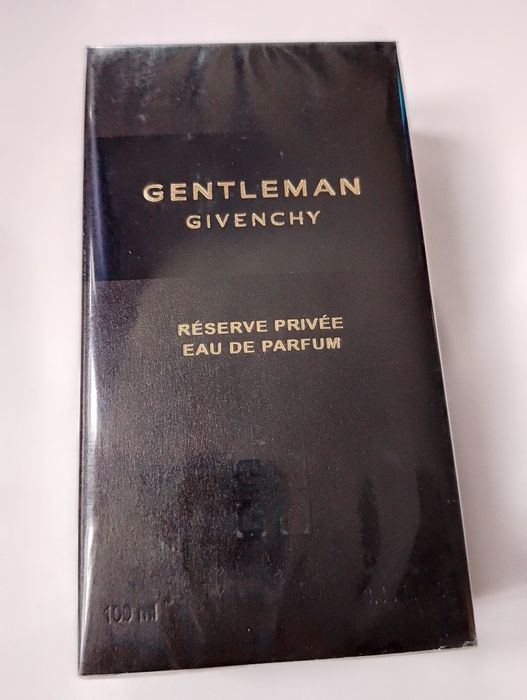 GENTLEMAN
GIVENCHY
RÉSERVE PRIVÉE
EAU DE PARFUM
100 ml